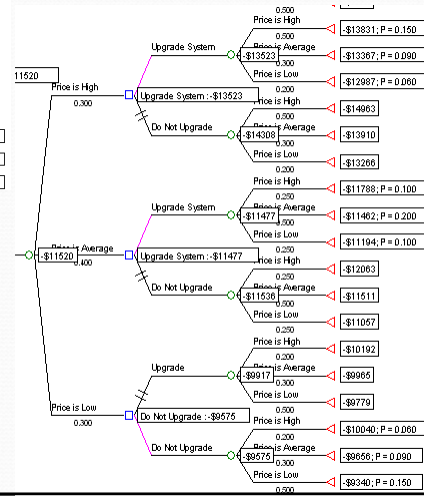 Price is High
0.500
-$13831; P = 0.150
Upgrade System
Price is Average
-$13523
-$13367; P = 0.090
0.300
Price is Low
-$12987; P = 0.060
0.200
11520
Price is High
0.300
Upgrade System :-$13523
Price is High
0.500
-$14963
Do Not Upgrade
Price is Average
-$14308
-$13910
0.300
Price is Low
-$13266
0.200
Price is High
0.250
-$11788; P = 0.100
Upgrade System
Price is Average
-$11477
-$11462; P = 0.200
0.500
Price is Low
-$11194; P = 0.100
0.250
Price is Average
-$11520
0.400
Upgrade System :-$11477
Price is High
0.250
-$12063
Do Not Upgrade
Price is Average
-$11536
-$11511
0.500
Price is Low
-$11057
0.250
Price is High
0.200
-$10192
Upgrade
Price is Average
-$9917
-$9965
0.300
Price is Low
-$9779
0.500
Price is Low
0.300
Do Not Upgrade :-$9575
Price is High
0.200
-$10040; P = 0.060
Do Not Upgrade
Price is Average
-$9575
-$9656; P = 0.090
0.300
Price is Low
-$9340; P = 0.150
0.500